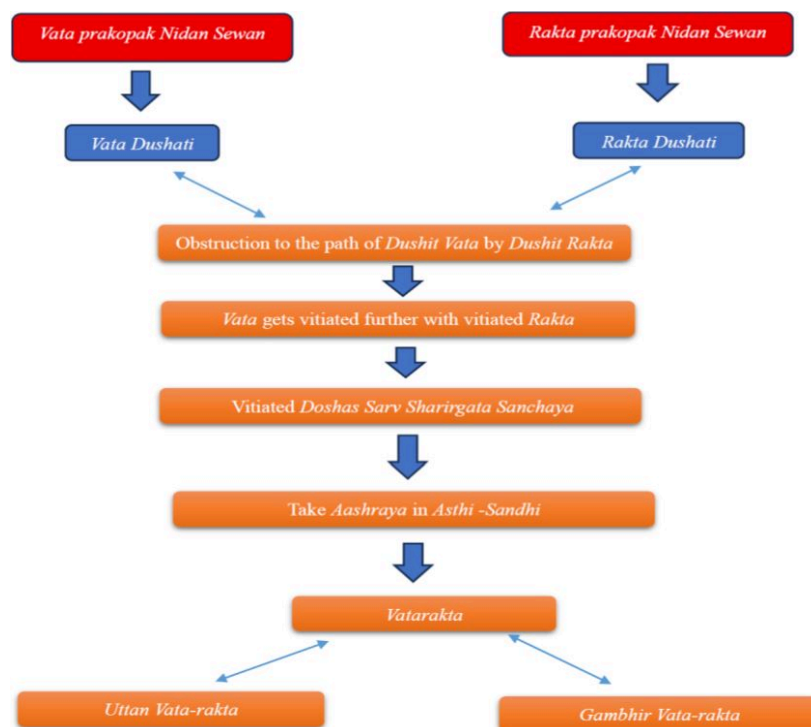 Vata prakopak Nidan Sewan
Rakta prakopak Nidan Sewan
Vata Dushati
Rakta Dushati
Obstruction to the path of Dushit Vata by Dushit Rakta
Vata gets vitiated further with vitiated Rakta
Vitiated Doshas Sarv Sharirgata Sanchaya
Take Aashraya in Asthi -Sandhi
Vatarakta
Uttan Vata-rakta
Gambhir Vata-rakta